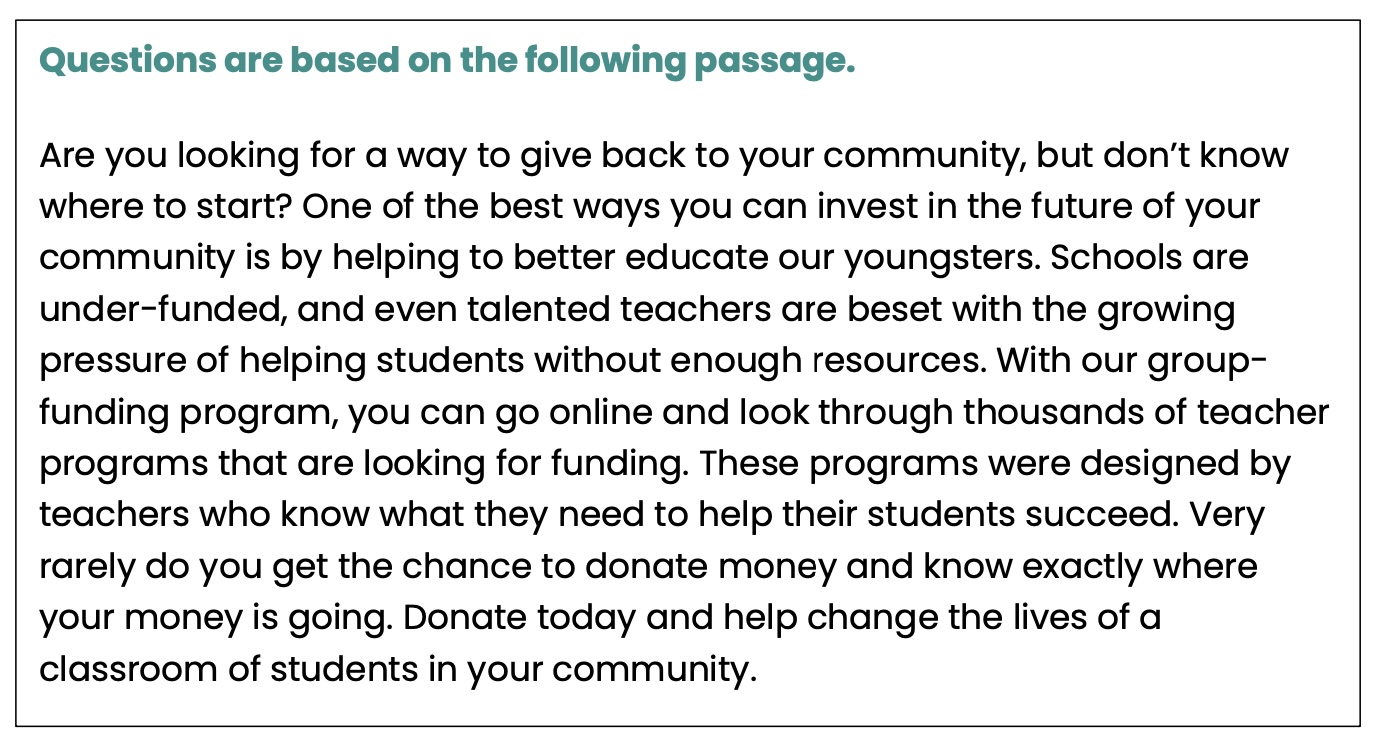 Questions are based on the following passage.
Are you looking for a way to give back to your community, but don’t know
where to start? One of the best ways you can invest in the future of your
community is by helping to better educate our youngsters. Schools are
under-funded, and even talented teachers are beset with the growing
pressure of helping students without enough resources. With our group-
funding program, you can go online and look through thousands of teacher
programs that are looking for funding. These programs were designed by
teachers who know what they need to help their students succeed. Very
rarely do you get the chance to donate money and know exactly where
your money is going. Donate today and help change the lives of a
classroom of students in your community.